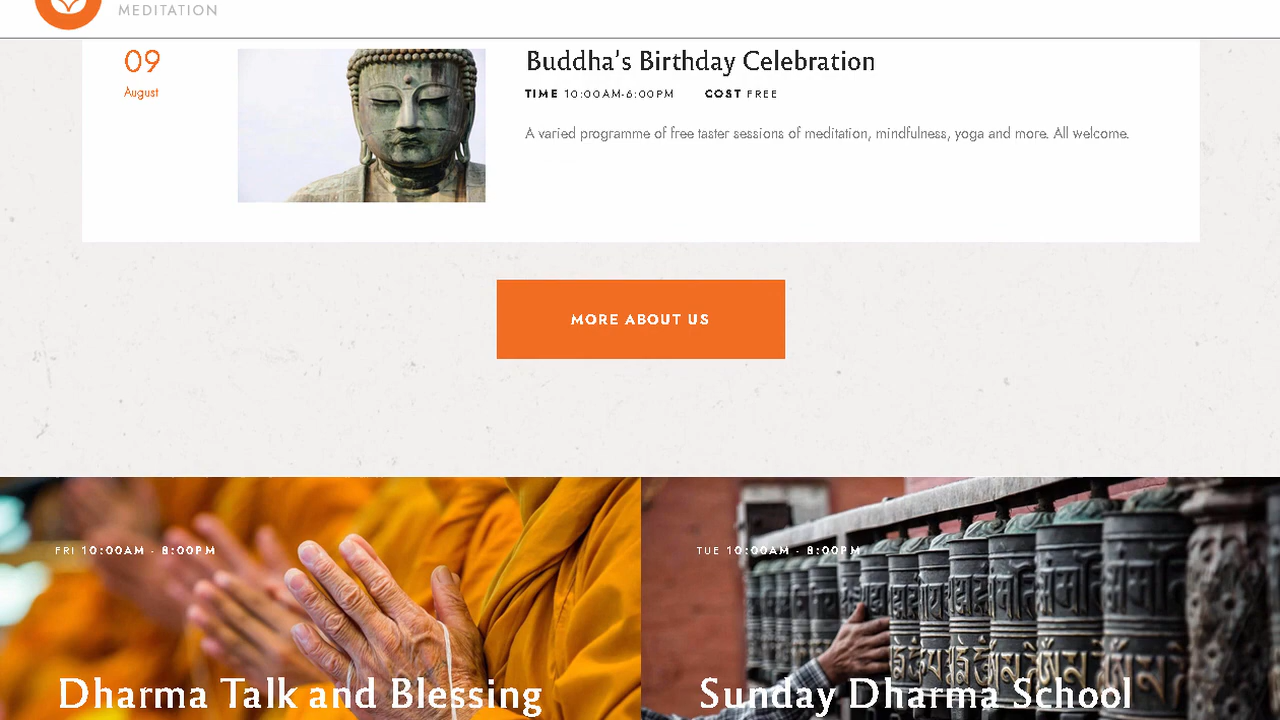 MEDITATION
09
August
Buddha's Birthday Celebration
TIME 10:00AM-6:00PM COST FREE
A varied programme of free taster sessions of meditation, mindfulness, yoga and more. All welcome.
MORE ABOUT US
FRI 10:00AM - 8:00PM
TUE 10:00AM - 8:00PM
Dharma Talk and Blessing
Sunday Dharma School